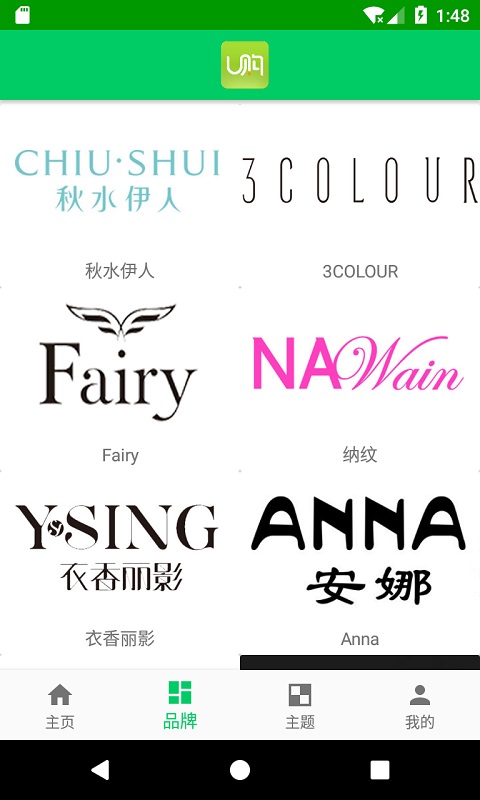 1:48
U购
CHIU·SHUI
秋水伊人
3COLOUR
秋水伊人
3COLOUR
Fairy
NAWain
Fairy
纳纹
Y·SING
衣香丽影
ANNA
安娜
衣香丽影
Anna
主页
品牌
主题
我的